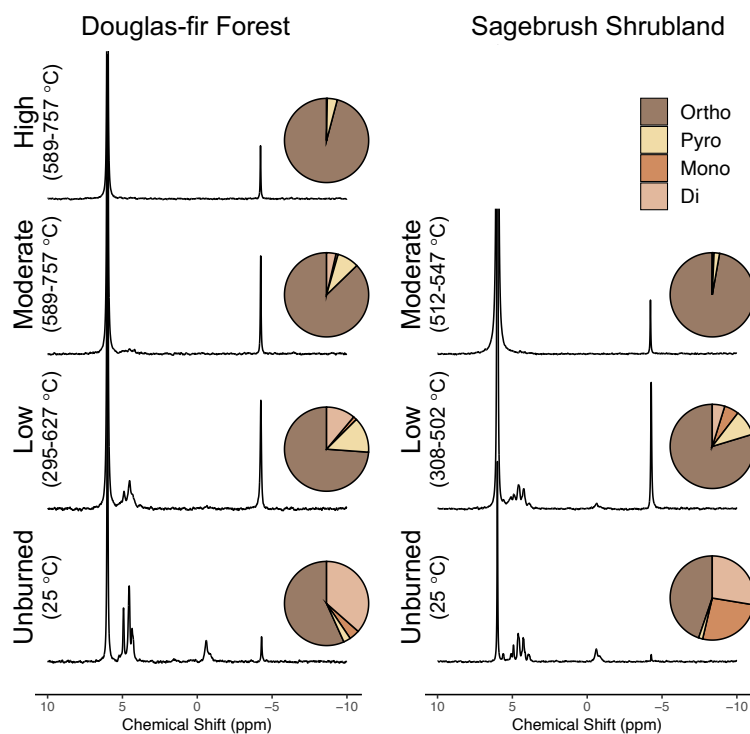 Douglas-fir Forest
Sagebrush Shrubland
High
(589-757 °C)
Ortho
Pyro
Mono
Di
Moderate
(589-757 °C)
Moderate
(512-547 °C)
Low
(295-627 °C)
Low
(308-502 °C)
Unburned
(25 °C)
Unburned
(25 °C)
10 5 0 −5 −10
10 5 0 −5 −10
Chemical Shift (ppm)
Chemical Shift (ppm)